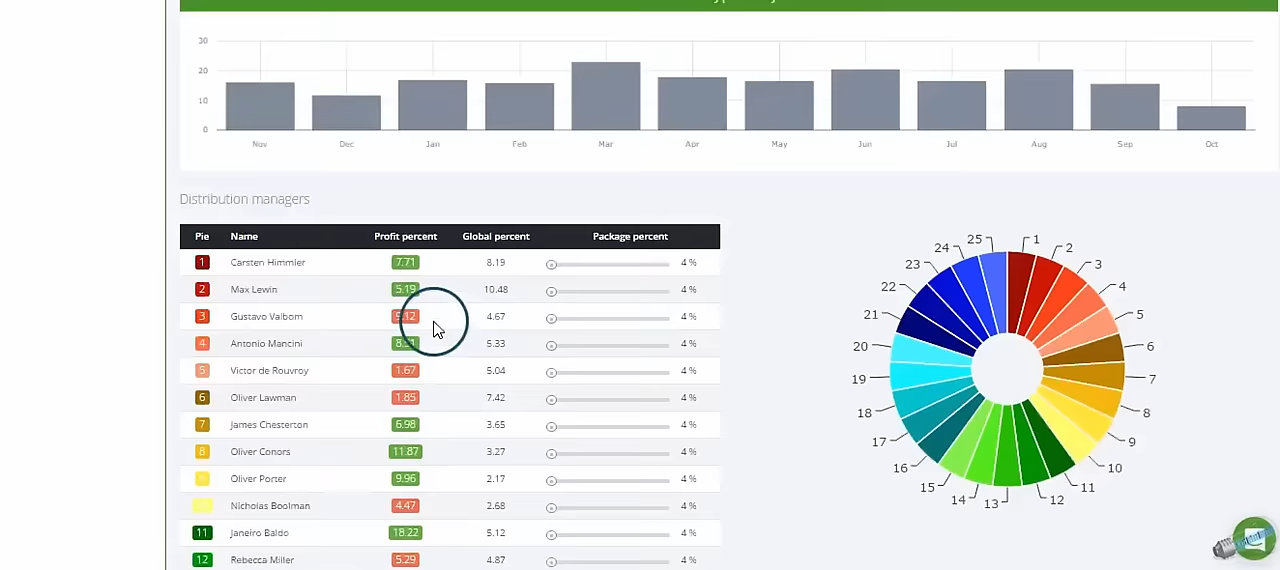 30
20
10
0
Nov Dec Jan Feb Mar Apr May Jun Jul Aug Sep Oct
Distribution managers
Pie Name Profit percent Global percent Package percent
1 Carsten Himmler 7.71 8.19 4 %
2 Max Lewin 5.19 10.48 4 %
3 Gustavo Valbom 4.67 4 %
4 Antonio Mancini 5.33 4 %
5 Victor de Rouvroy 1.67 5.04 4 %
6 Oliver Lawman 1.85 7.42 4 %
7 James Chesterton 6.98 3.65 4 %
8 Oliver Conors 11.87 3.27 4 %
Oliver Porter 9.96 2.17 4 %
Nicholas Boolman 4.47 2.68 4 %
11 Janeiro Baldo 18.22 5.12 4 %
12 Rebecca Miller 5.29 4.87 4 %
1
2
3
4
5
6
7
8
9
10
11
12
13
14
15
16
17
18
19
20
21
22
23
24
25